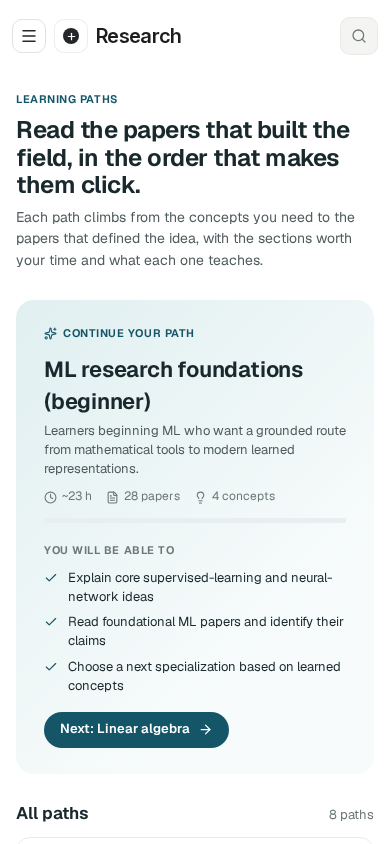 Research
LEARNING PATHS
Read the papers that built the
field, in the order that makes
them click.
Each path climbs from the concepts you need to the
papers that defined the idea, with the sections worth
your time and what each one teaches.
CONTINUE YOUR PATH
ML research foundations
(beginner)
Learners beginning ML who want a grounded route
from mathematical tools to modern learned
representations.
~23 h 28 papers 4 concepts
YOU WILL BE ABLE TO
Explain core supervised-learning and neural-
network ideas
Read foundational ML papers and identify their
claims
Choose a next specialization based on learned
concepts
Next: Linear algebra
All paths 8 paths